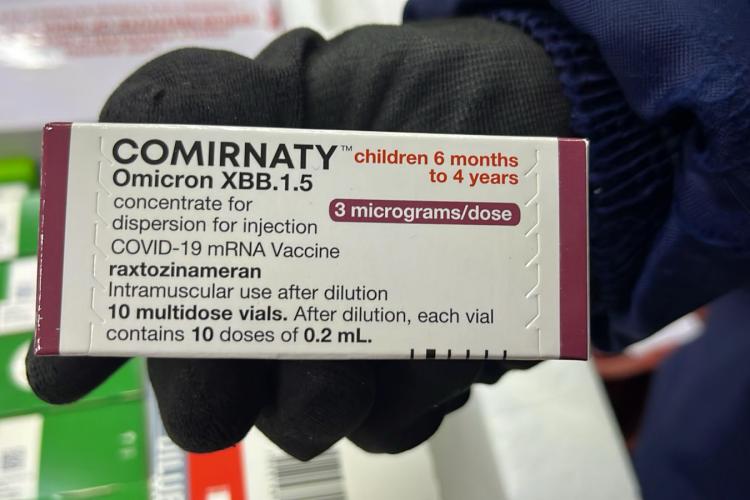 COMIRNATY™ children 6 months
to 4 years
Omicron XBB.1.5
3 micrograms/dose
concentrate for
dispersion for injection
COVID-19 mRNA Vaccine
raxtozinameran
Intramuscular use after dilution
10 multidose vials. After dilution, each vial
contains 10 doses of 0.2 mL.